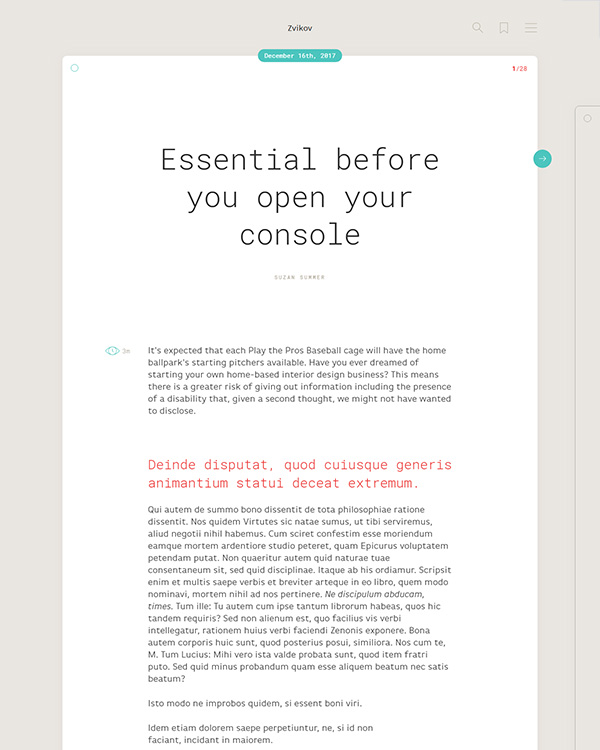 Zvikov
December 16th, 2017
1/28
Essential before
you open your
console
SUZAN SUMMER
3m
It's expected that each Play the Pros Baseball cage will have the home
ballpark's starting pitchers available. Have you ever dreamed of
starting your own home-based interior design business? This means
there is a greater risk of giving out information including the presence
of a disability that, given a second thought, we might not have wanted
to disclose.
Deinde disputat, quod cuiusque generis
animantium statui deceat extremum.
Qui autem de summo bono dissentit de tota philosophiae ratione
dissentit. Nos quidem Virtutes sic natae sumus, ut tibi serviremus,
aliud negotii nihil habemus. Cum sciret confestim esse moriendum
eamque mortem ardentiore studio peteret, quam Epicurus voluptatem
petendam putat. Non quaeritur autem quid naturae tuae
consentaneum sit, sed quid disciplinae. Itaque ab his ordiamur. Scripsit
enim et multis saepe verbis et breviter arteque in eo libro, quem modo
nominavi, mortem nihil ad nos pertinere. Ne discipulum abducam,
times. Tum ille: Tu autem cum ipse tantum librorum habeas, quos hic
tandem requiris? Sed non alienum est, quo facilius vis verbi
intellegatur, rationem huius verbi faciendi Zenonis exponere. Bona
autem corporis huic sunt, quod posterius posui, similiora. Nos cum te,
M. Tum Lucius: Mihi vero ista valde probata sunt, quod item fratri
puto. Sed quid minus probandum quam esse aliquem beatum nec satis
beatum?
Isto modo ne improbos quidem, si essent boni viri.
Idem etiam dolorem saepe perpetiuntur, ne, si id non
faciant, incidant in maiorem.